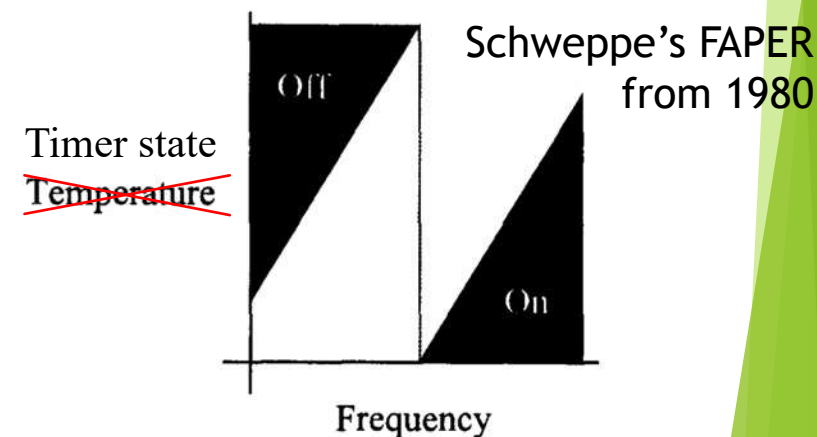 Schweppe's FAPER
from 1980
Off
Timer state
Temperature
On
Frequency